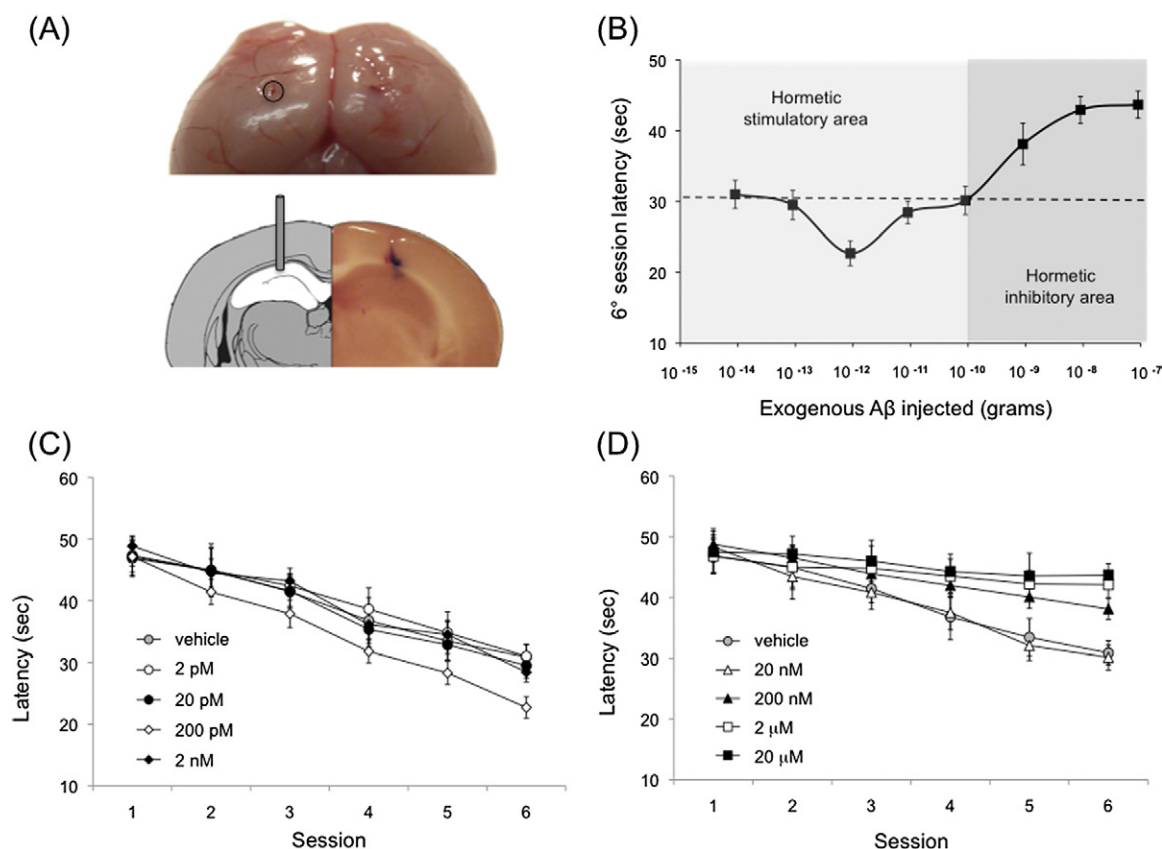 (A)
(B)
50
40
30
20
10
6° session latency (sec)
Hormetic
stimulatory area
Hormetic
inhibitory area
10 -15
10 -14
10 -13
10 -12
10 -11
10 -10
10 -9
10 -8
10 -7
Exogenous Aβ injected (grams)
(C)
60
50
40
30
20
10
Latency (sec)
vehicle
2 pM
20 pM
200 pM
2 nM
1 2 3 4 5 6
Session
(D)
60
50
40
30
20
10
Latency (sec)
vehicle
20 nM
200 nM
2 μM
20 μM
1 2 3 4 5 6
Session